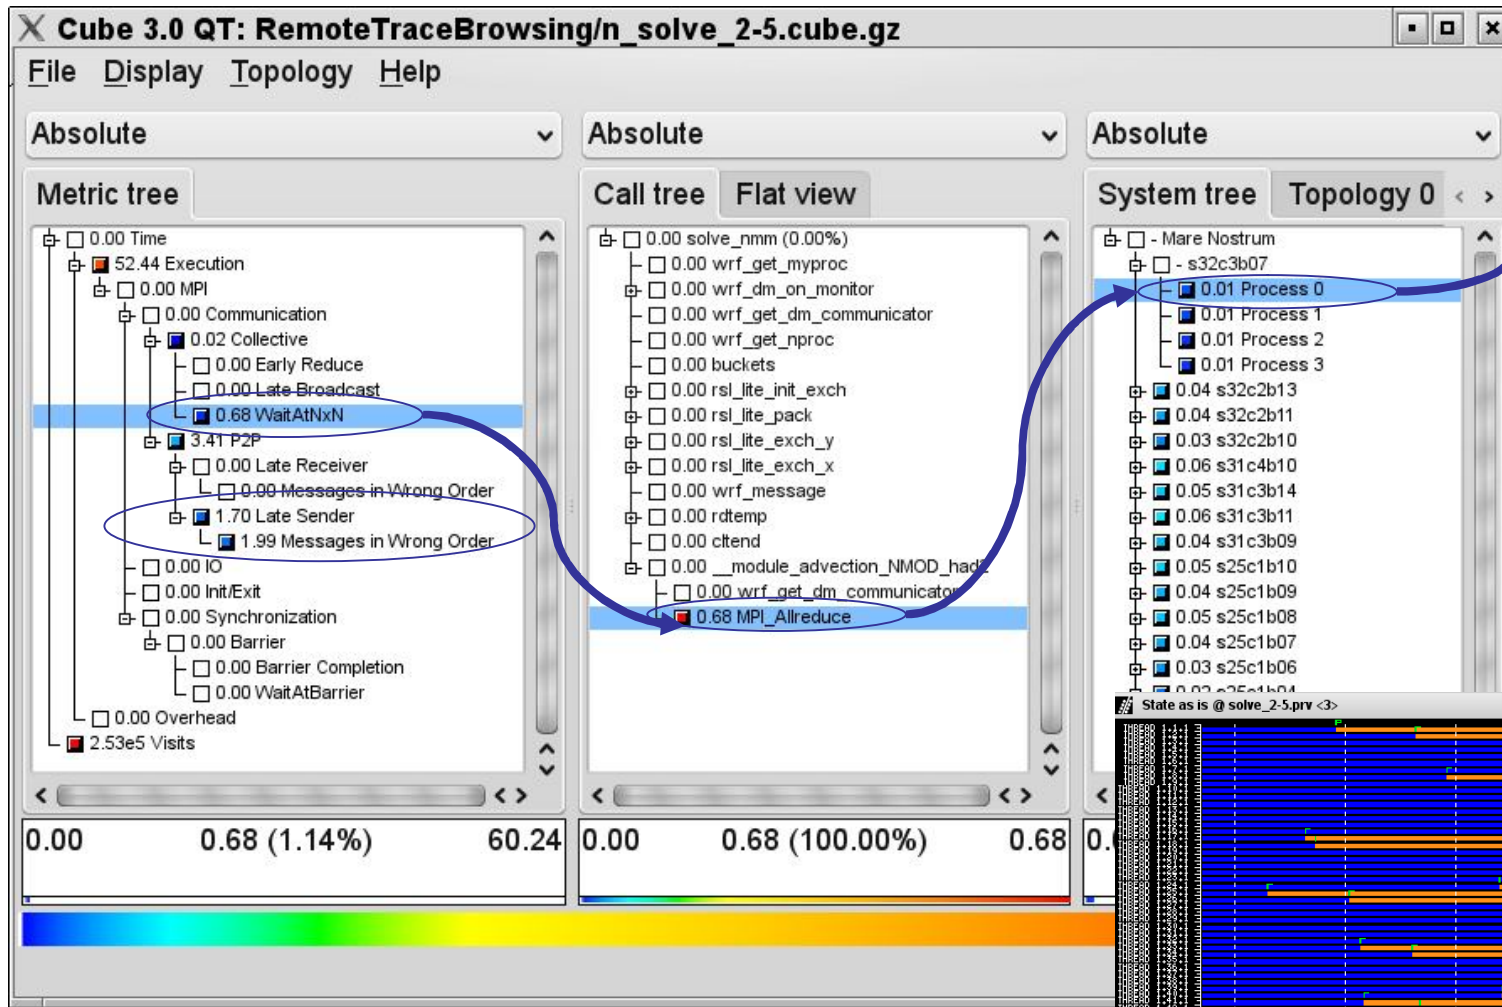 Cube 3.0 QT: RemoteTraceBrowsing/n_solve_2-5.cube.gz
File Display Topology Help
Absolute
Absolute
Absolute
Metric tree
Call tree Flat view
System tree Topology 0
0.00 Time
52.44 Execution
0.00 MPI
0.00 Communication
0.02 Collective
0.00 Early Reduce
0.00 Late Broadcast
0.68 WaitAtNxN
3.41 P2P
0.00 Late Receiver
0.00 Messages in Wrong Order
1.70 Late Sender
1.99 Messages in Wrong Order
0.00 IO
0.00 Init/Exit
0.00 Synchronization
0.00 Barrier
0.00 Barrier Completion
0.00 WaitAtBarrier
0.00 Overhead
2.53e5 Visits
0.00 solve_nmm (0.00%)
0.00 wrf_get_myproc
0.00 wrf_dm_on_monitor
0.00 wrf_get_dm_communicator
0.00 wrf_get_nproc
0.00 buckets
0.00 rsl_lite_init_exch
0.00 rsl_lite_pack
0.00 rsl_lite_exch_y
0.00 rsl_lite_exch_x
0.00 wrf_message
0.00 rdtemp
0.00 cltend
0.00 __module_advection_NMOD_had2
0.00 wrf_get_dm_communicator
0.68 MPI_Allreduce
- Mare Nostrum
- s32c3b07
0.01 Process 0
0.01 Process 1
0.01 Process 2
0.01 Process 3
0.04 s32c2b13
0.04 s32c2b11
0.03 s32c2b10
0.06 s31c4b10
0.05 s31c3b14
0.06 s31c3b11
0.04 s31c3b09
0.05 s25c1b10
0.04 s25c1b09
0.05 s25c1b08
0.04 s25c1b07
0.03 s25c1b06
0.00 0.68 (1.14%) 60.24
0.00 0.68 (100.00%) 0.68
State as is @ solve_2-5.prv <3>
THREAD 1.1.1